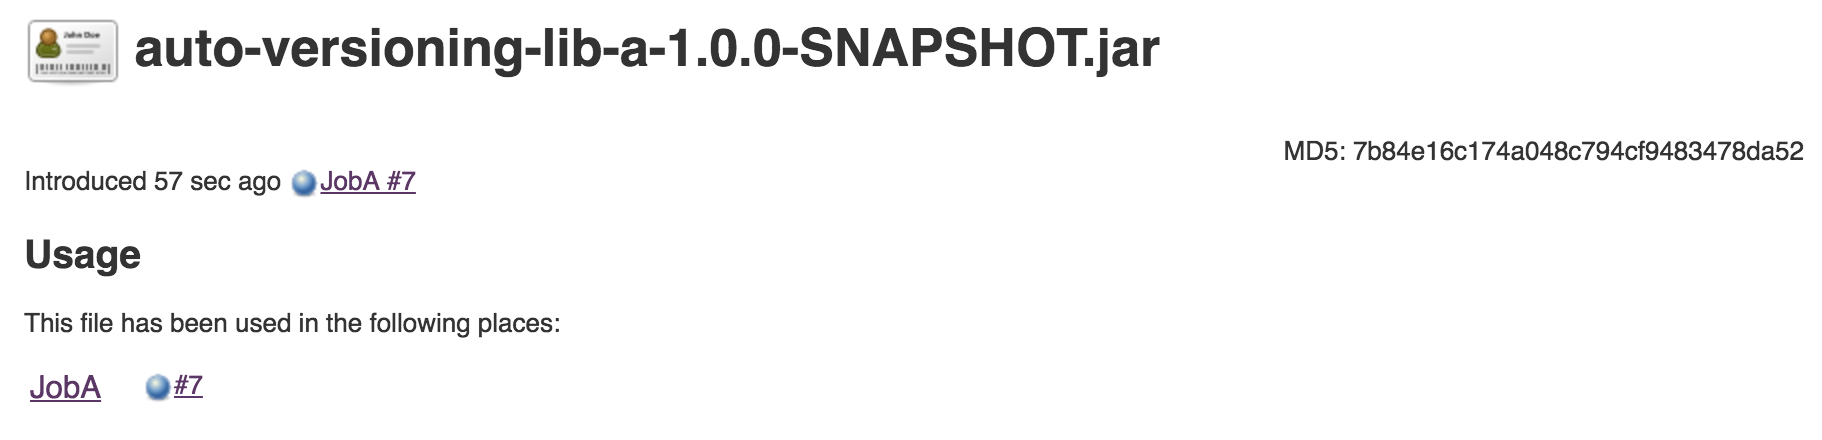 John Doe
auto-versioning-lib-a-1.0.0-SNAPSHOT.jar
MD5: 7b84e16c174a048c794cf9483478da52
Introduced 57 sec ago JobA #7
Usage
This file has been used in the following places:
JobA #7